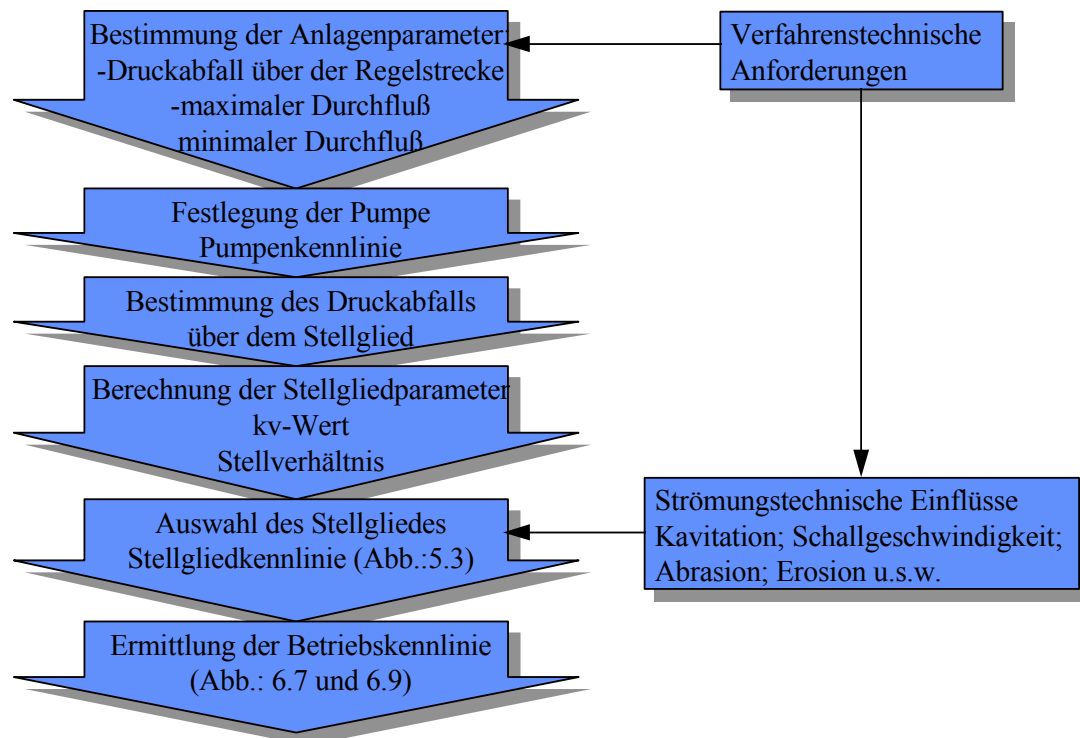 Bestimmung der Anlagenparameter:
-Druckabfall über der Regelstrecke
-maximaler Durchfluß
minimaler Durchfluß
Verfahrenstechnische
Anforderungen
Festlegung der Pumpe
Pumpenkennlinie
Bestimmung des Druckabfalls
über dem Stellglied
Berechnung der Stellgliedparameter
kv-Wert
Stellverhältnis
Auswahl des Stellgliedes
Stellgliedkennlinie (Abb.:5.3)
Strömungstechnische Einflüsse
Kavitation; Schallgeschwindigkeit;
Abrasion; Erosion u.s.w.
Ermittlung der Betriebskennlinie
(Abb.: 6.7 und 6.9)